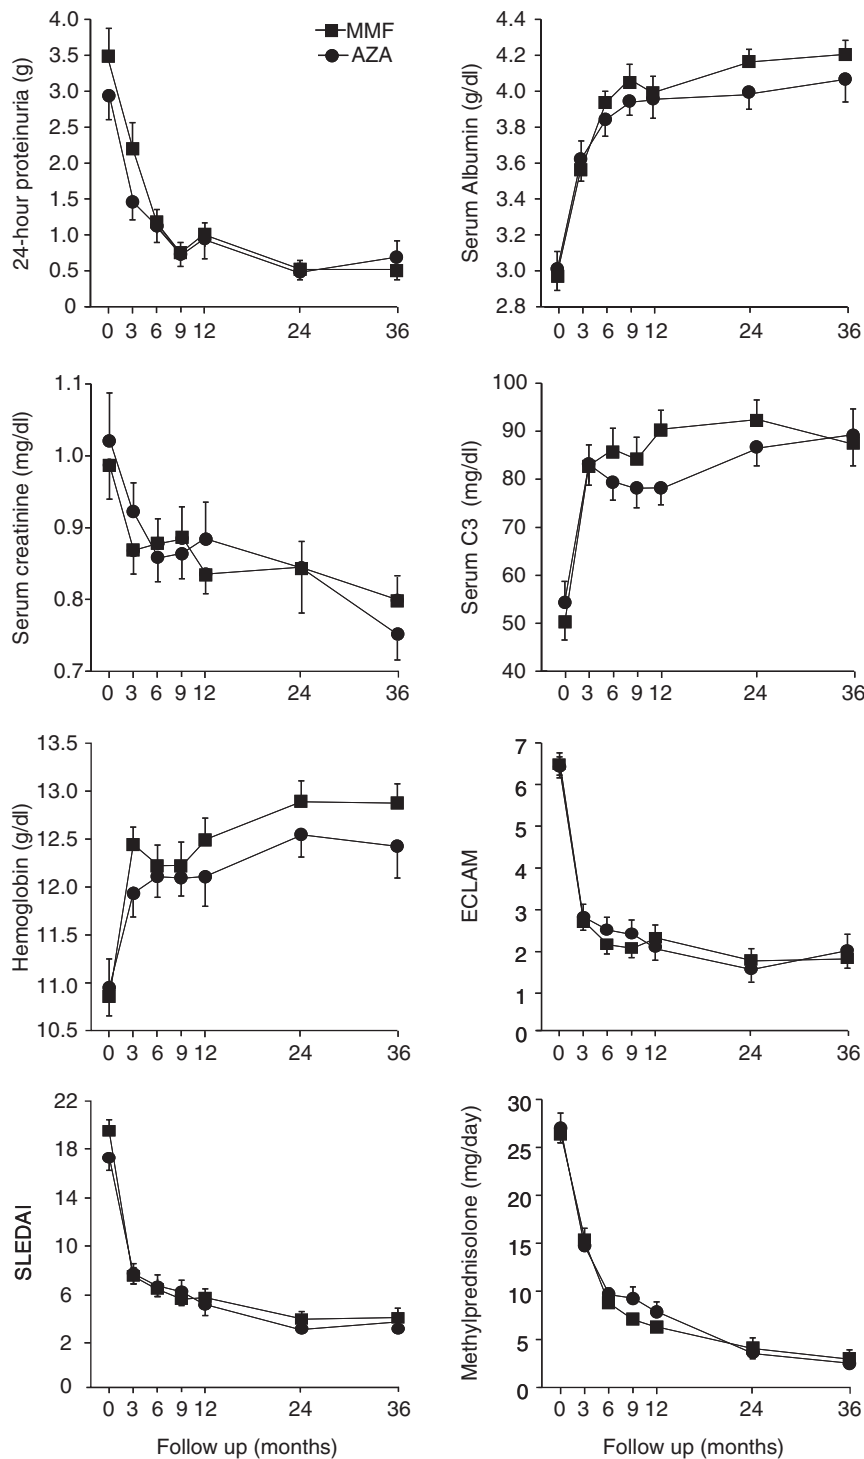 MMF
AZA
24-hour proteinuria (g)
4.0
3.5
3.0
2.5
2.0
1.5
1.0
0.5
0
0 3 6 9 12 24 36
Serum Albumin (g/dl)
4.4
4.2
4.0
3.8
3.6
3.4
3.2
3.0
2.8
0 3 6 9 12 24 36
Serum creatinine (mg/dl)
1.1
1.0
0.9
0.8
0.7
0 3 6 9 12 24 36
Serum C3 (mg/dl)
100
90
80
70
60
50
40
0 3 6 9 12 24 36
Hemoglobin (g/dl)
13.5
13.0
12.5
12.0
11.5
11.0
10.5
0 3 6 9 12 24 36
ECLAM
7
6
5
4
3
2
1
0
0 3 6 9 12 24 36
SLEDAI
22
18
14
10
6
2
0
0 3 6 9 12 24 36
Follow up (months)
Methylprednisolone (mg/day)
30
25
20
15
10
5
0
0 3 6 9 12 24 36
Follow up (months)